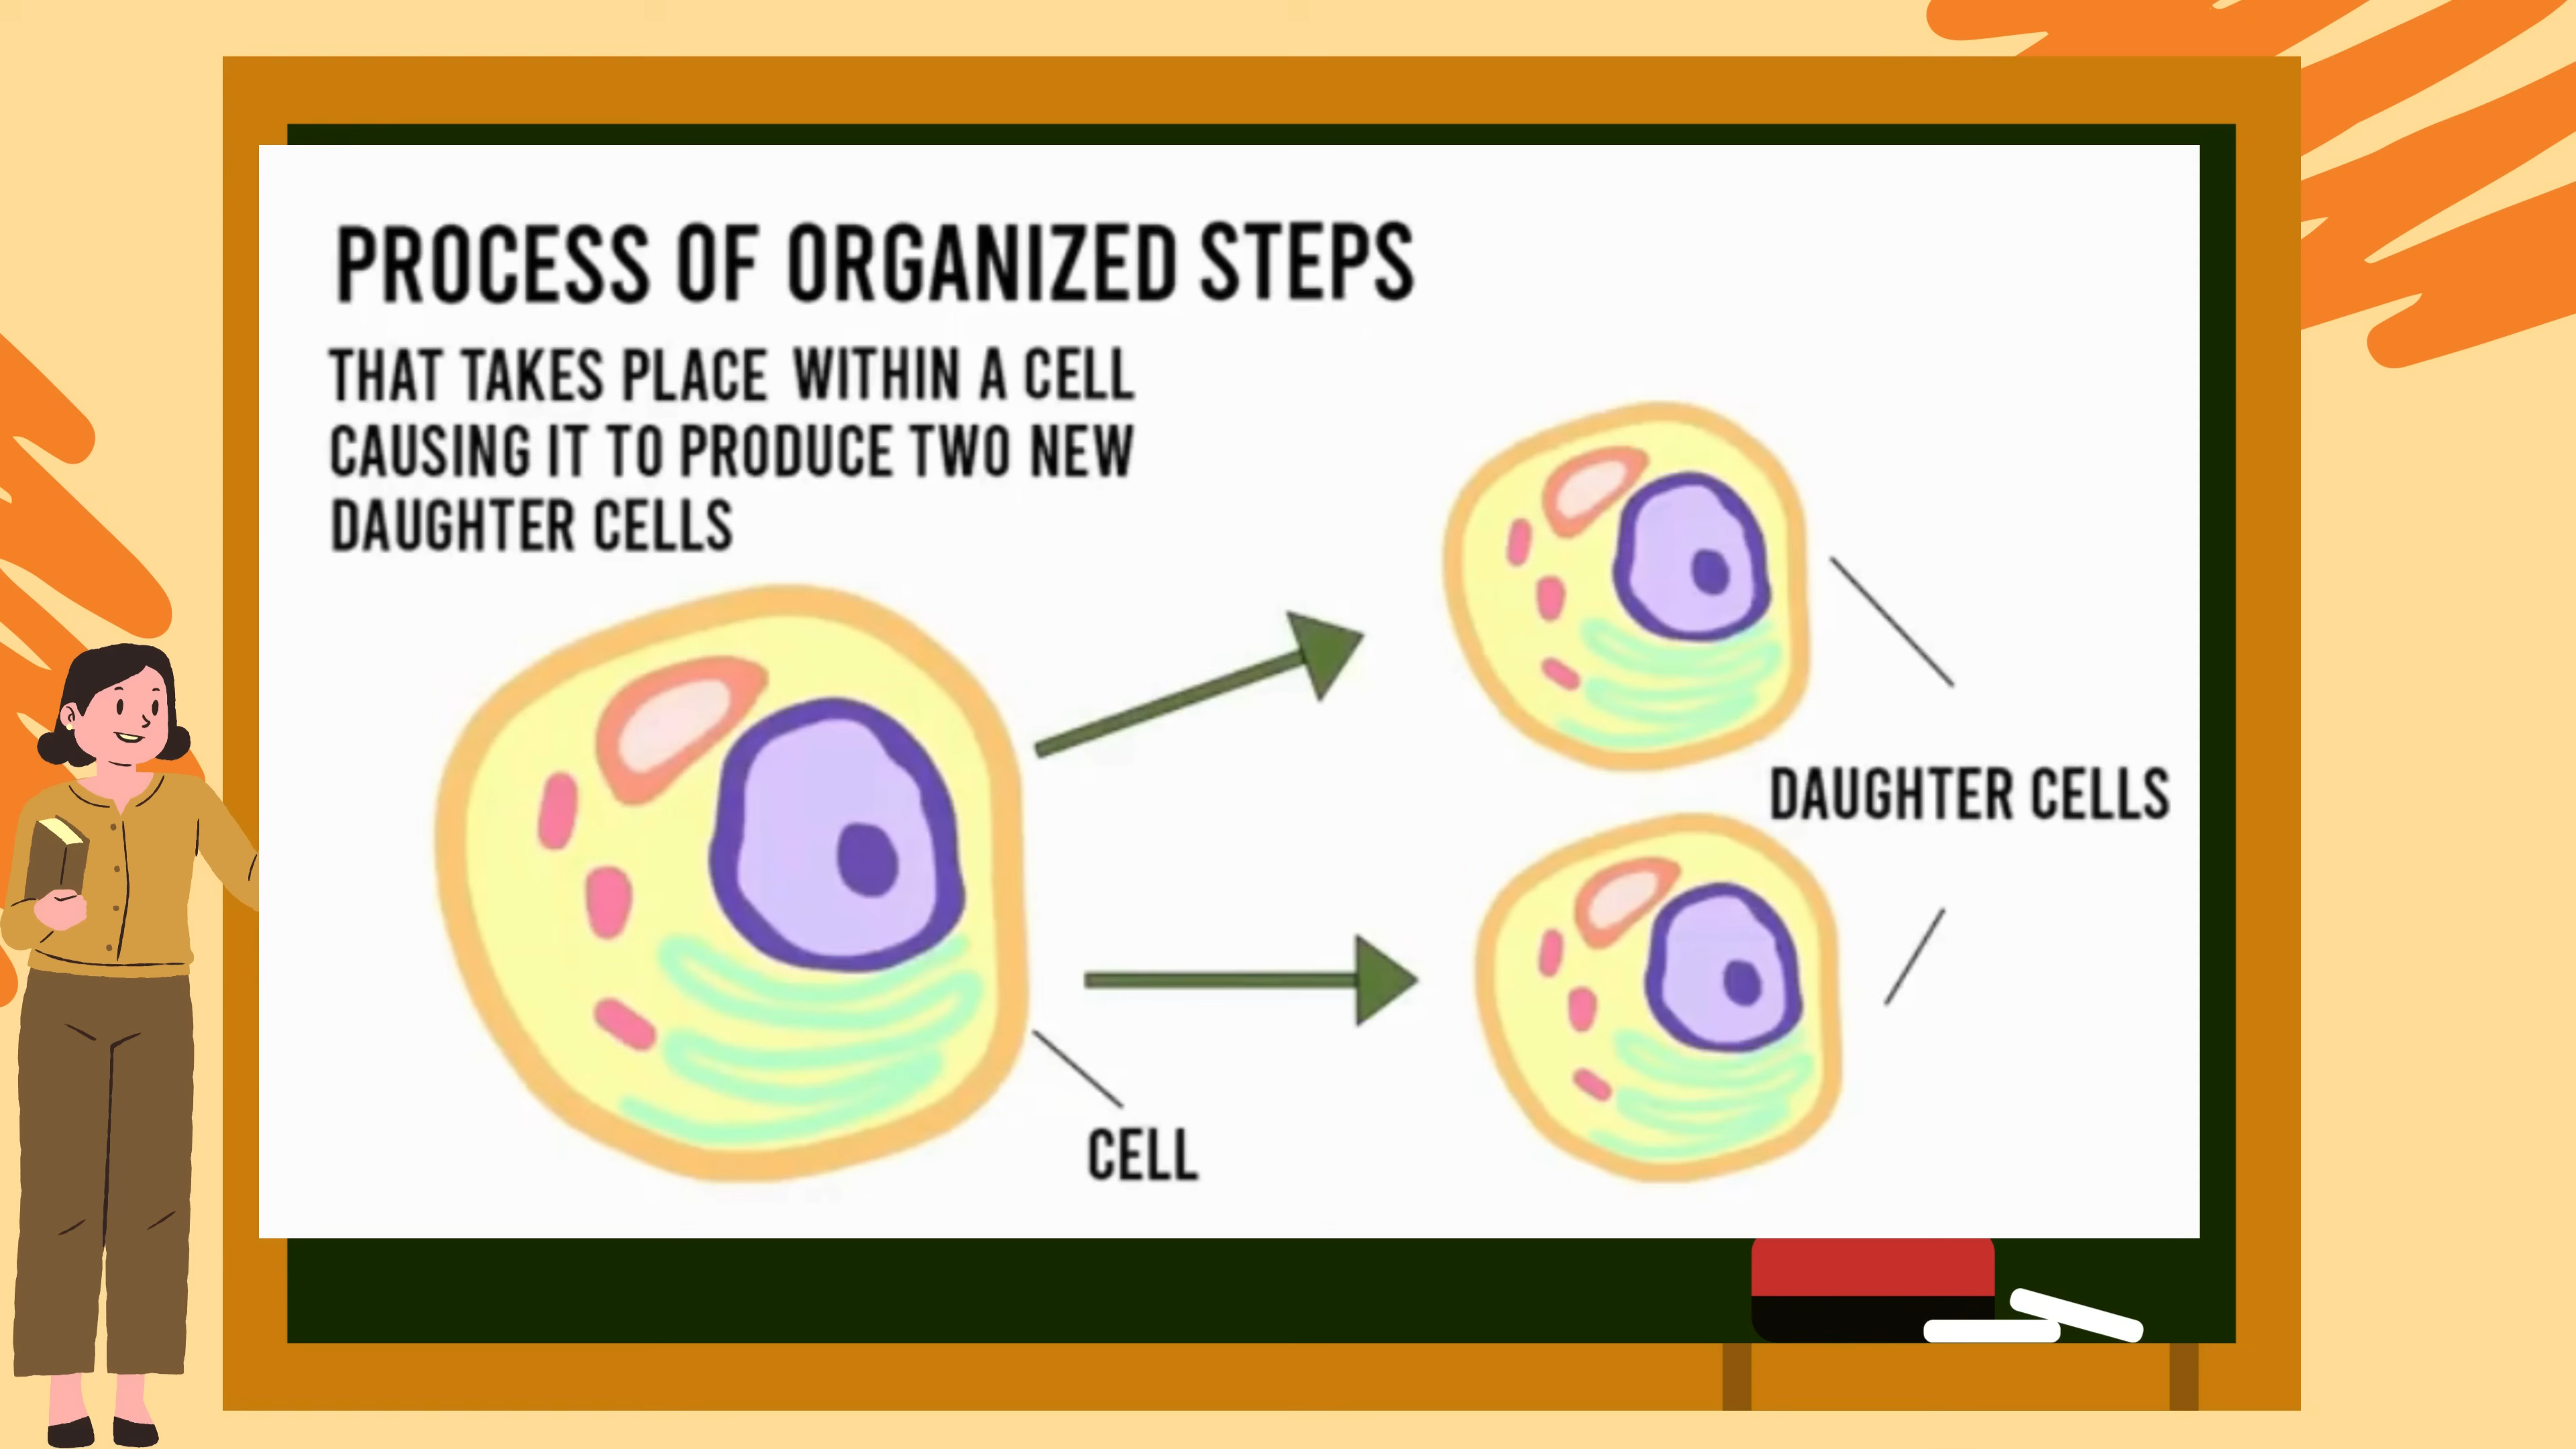 PROCESS OF ORGANIZED STEPS
THAT TAKES PLACE WITHIN A CELL
CAUSING IT TO PRODUCE TWO NEW
DAUGHTER CELLS
DAUGHTER CELLS
CELL